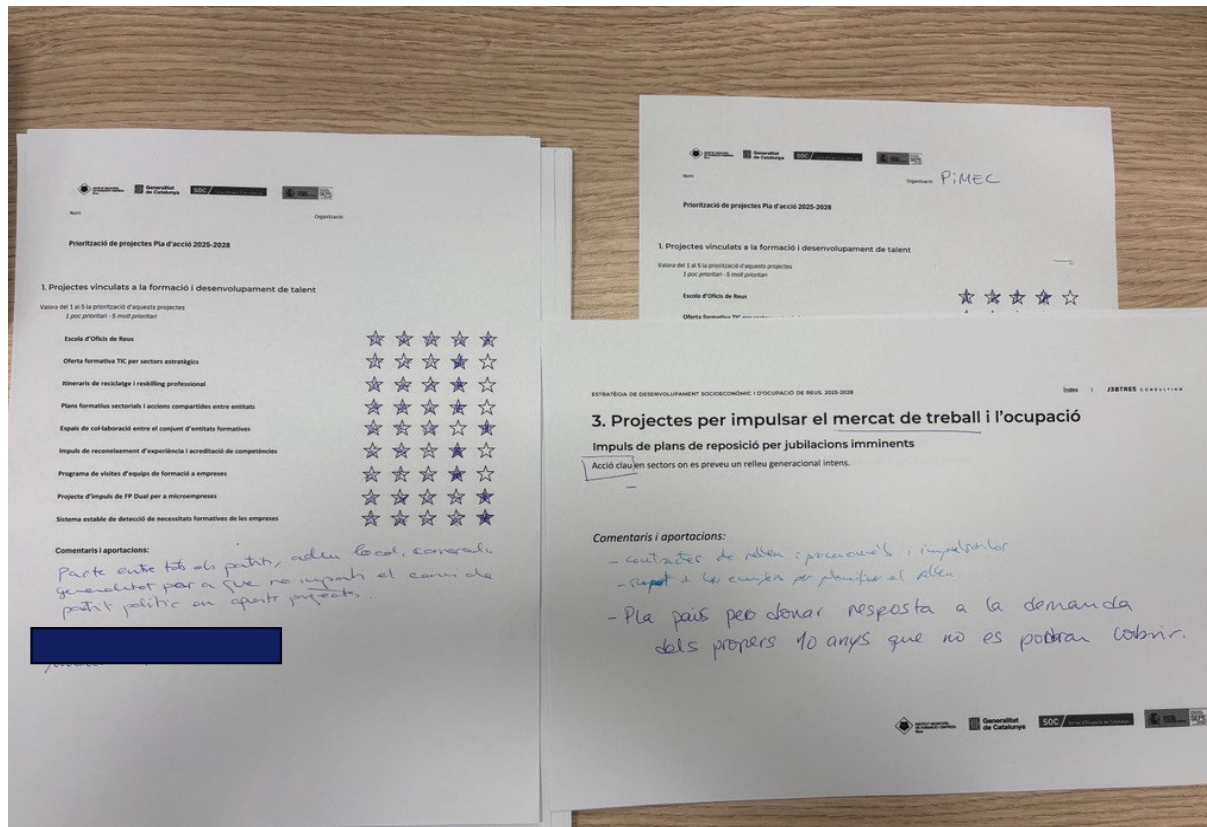 Generalitat
de Catalunya
SOC
Nom
Organització
Priorització de projectes Pla d'acció 2025-2028
1. Projectes vinculats a la formació i desenvolupament de talent
Valora del 1 al 5 la priorització d'aquests projectes
1 poc prioritari - 5 molt prioritari
Escola d'Oficis de Reus
Oferta formativa TIC per sectors estratègics
Itineraris de reciclatge i reskilling professional
Plans formatius sectorials i accions compartides entre entitats
Espais de col·laboració entre el conjunt d'entitats formatives
Impuls de reconeixement d'experiència i acreditació de competències
Programa de visites d'equips de formació a empreses
Projecte d'impuls de FP Dual per a microempreses
Sistema estable de detecció de necessitats formatives de les empreses
Comentaris i aportacions:
Pacte entre tots els partits, local,
generalitat per a que no el canvi de
partit polític en projectes.
Generalitat
de Catalunya
SOC
Nom
Organització PiMEC
Priorització de projectes Pla d'acció 2025-2028
1. Projectes vinculats a la formació i desenvolupament de talent
Valora del 1 al 5 la priorització d'aquests projectes
1 poc prioritari - 5 molt prioritari
Escola d'Oficis de Reus
ESTRATÈGIA DE DESENVOLUPAMENT SOCIOECONÒMIC I D'OCUPACIÓ DE REUS. 2025-2028
Índex | J3BTRES CONSULTING
3. Projectes per impulsar el mercat de treball i l'ocupació
Impuls de plans de reposició per jubilacions imminents
Acció clau en sectors on es preveu un relleu generacional intens.
Comentaris i aportacions:
- contractes de relleu
- per planificar el relleu
- Pla país per donar resposta a la demanda
dels propers 10 anys que no es podran cobrir.
INSTITUT MUNICIPAL
DE FORMACIÓ I EMPRESA
Generalitat
de Catalunya
SOC